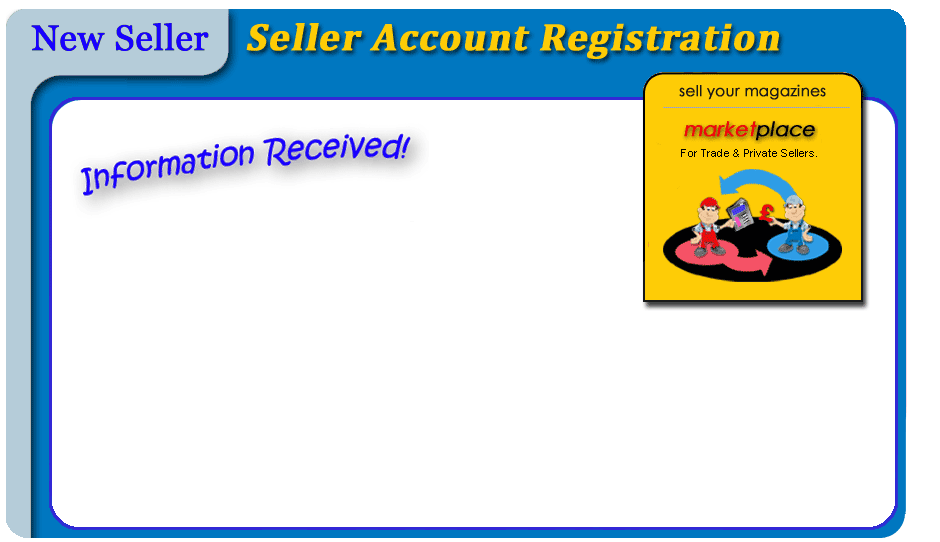 New Seller
Seller Account Registration
sell your magazines
marketplace
For Trade & Private Sellers.
£
Information Received!